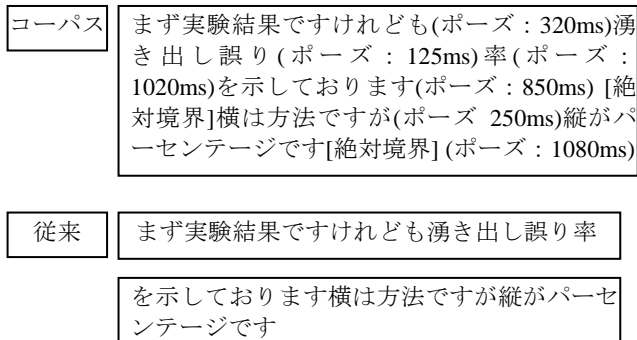 コーパス
まず実験結果ですけれども(ポーズ：320ms)湧
き出し誤り(ポーズ：125ms)率(ポーズ：
1020ms)を示しております(ポーズ：850ms) [絶
対境界]横は方法ですが(ポーズ 250ms)縦がパ
ーセンテージです[絶対境界] (ポーズ：1080ms)
従来
まず実験結果ですけれども湧き出し誤り率
を示しております横は方法ですが縦がパーセ
ンテージです